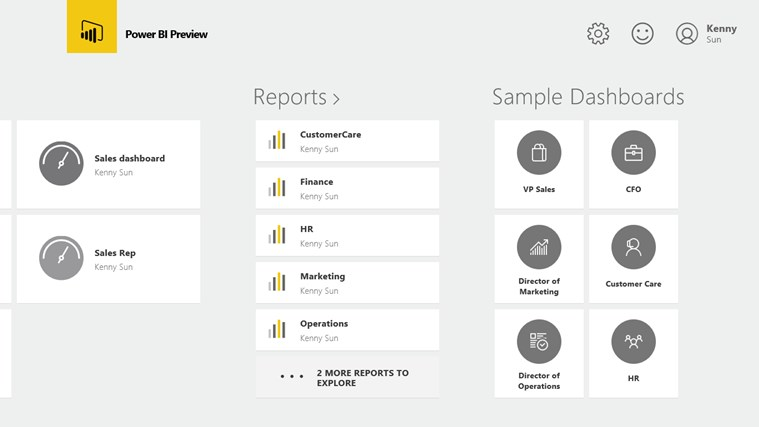 Power BI Preview
Kenny
Sun
Reports >
Sample Dashboards
Sales dashboard
Kenny Sun
Sales Rep
Kenny Sun
CustomerCare
Kenny Sun
Finance
Kenny Sun
HR
Kenny Sun
Marketing
Kenny Sun
Operations
Kenny Sun
... 2 MORE REPORTS TO
EXPLORE
VP Sales
CFO
Director of
Marketing
Customer Care
Director of
Operations
HR